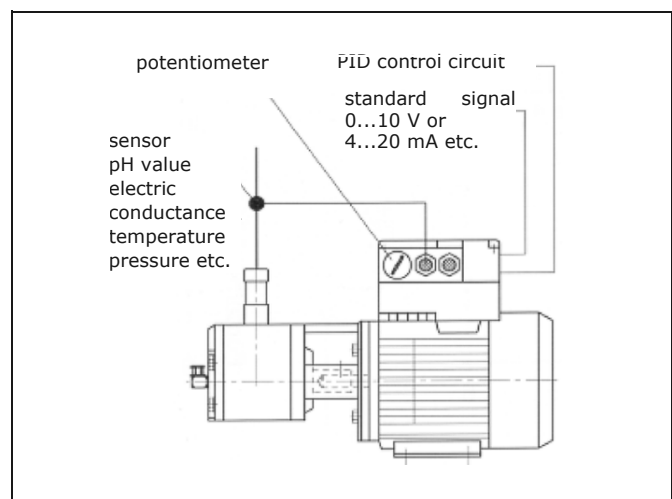 potentiometer
PID control circuit
standard signal
0...10 V or
4...20 mA etc.
sensor
pH value
electric
conductance
temperature
pressure etc.